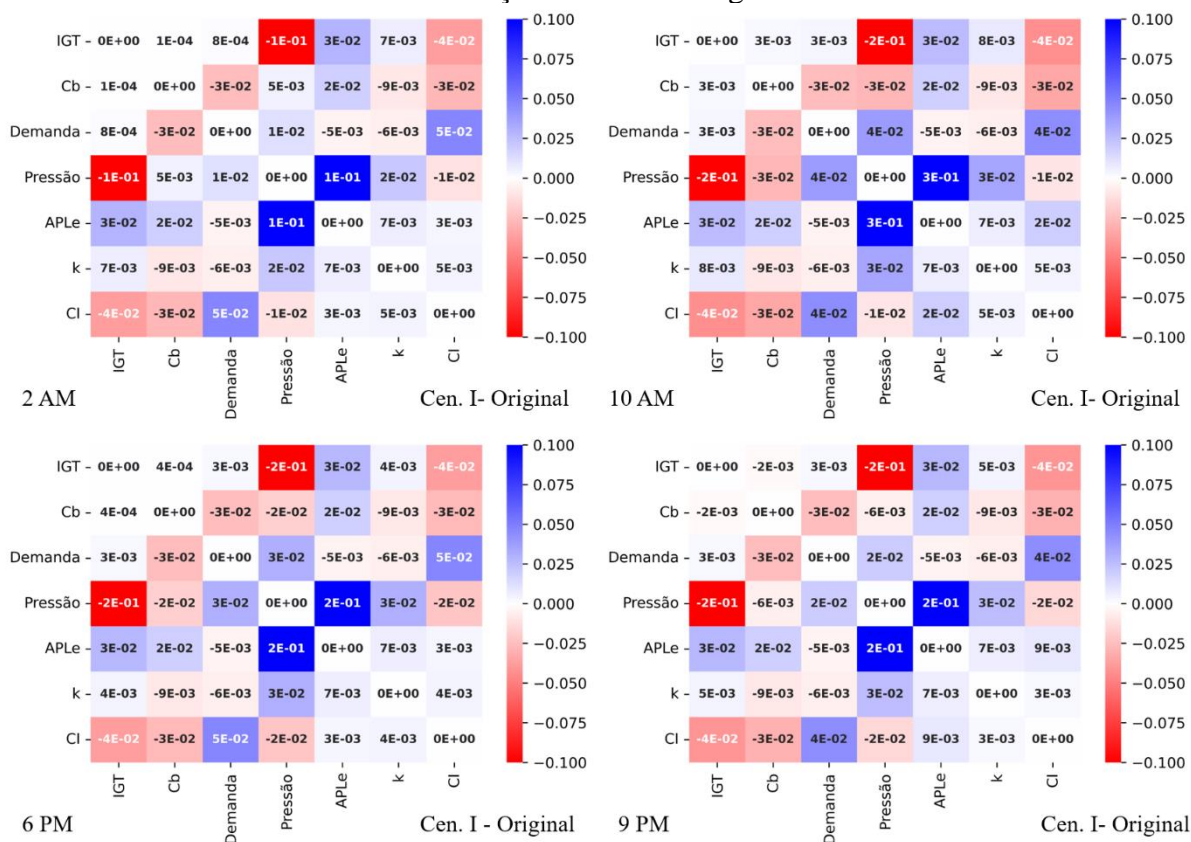 IGT 0E+00 1E-04 8E-04 -1E-01 3E-02 7E-03 -4E-02
Cb 1E-04 0E+00 -3E-02 5E-03 2E-02 -9E-03 -3E-02
Demanda 8E-04 -3E-02 0E+00 1E-02 -5E-03 -6E-03 5E-02
Pressão -1E-01 5E-03 1E-02 0E+00 1E-01 2E-02 -1E-02
APLe 3E-02 2E-02 -5E-03 1E-01 0E+00 7E-03 3E-03
k 7E-03 -9E-03 -6E-03 2E-02 7E-03 0E+00 5E-03
Cl -4E-02 -3E-02 5E-02 -1E-02 3E-03 5E-03 0E+00
IGT Cb Demanda Pressão APLe k Cl
0.100
0.075
0.050
0.025
0.000
−0.025
−0.050
−0.075
−0.100
2 AM Cen. I- Original
IGT 0E+00 3E-03 3E-03 -2E-01 3E-02 8E-03 -4E-02
Cb 3E-03 0E+00 -3E-02 -3E-02 2E-02 -9E-03 -3E-02
Demanda 3E-03 -3E-02 0E+00 4E-02 -5E-03 -6E-03 4E-02
Pressão -2E-01 -3E-02 4E-02 0E+00 3E-01 3E-02 -1E-02
APLe 3E-02 2E-02 -5E-03 3E-01 0E+00 7E-03 2E-02
k 8E-03 -9E-03 -6E-03 3E-02 7E-03 0E+00 5E-03
Cl -4E-02 -3E-02 4E-02 -1E-02 2E-02 5E-03 0E+00
IGT Cb Demanda Pressão APLe k Cl
0.100
0.075
0.050
0.025
0.000
−0.025
−0.050
−0.075
−0.100
10 AM Cen. I- Original
IGT 0E+00 4E-04 3E-03 -2E-01 3E-02 4E-03 -4E-02
Cb 4E-04 0E+00 -3E-02 -2E-02 2E-02 -9E-03 -3E-02
Demanda 3E-03 -3E-02 0E+00 3E-02 -5E-03 -6E-03 5E-02
Pressão -2E-01 -2E-02 3E-02 0E+00 2E-01 3E-02 -2E-02
APLe 3E-02 2E-02 -5E-03 2E-01 0E+00 7E-03 3E-03
k 4E-03 -9E-03 -6E-03 3E-02 7E-03 0E+00 4E-03
Cl -4E-02 -3E-02 5E-02 -2E-02 3E-03 4E-03 0E+00
IGT Cb Demanda Pressão APLe k Cl
0.100
0.075
0.050
0.025
0.000
−0.025
−0.050
−0.075
−0.100
6 PM Cen. I - Original
IGT 0E+00 -2E-03 3E-03 -2E-01 3E-02 5E-03 -4E-02
Cb -2E-03 0E+00 -3E-02 -6E-03 2E-02 -9E-03 -3E-02
Demanda 3E-03 -3E-02 0E+00 2E-02 -5E-03 -6E-03 4E-02
Pressão -2E-01 -6E-03 2E-02 0E+00 2E-01 3E-02 -2E-02
APLe 3E-02 2E-02 -5E-03 2E-01 0E+00 7E-03 9E-03
k 5E-03 -9E-03 -6E-03 3E-02 7E-03 0E+00 3E-03
Cl -4E-02 -3E-02 4E-02 -2E-02 9E-03 3E-03 0E+00
IGT Cb Demanda Pressão APLe k Cl
0.100
0.075
0.050
0.025
0.000
−0.025
−0.050
−0.075
−0.100
9 PM Cen. I- Original